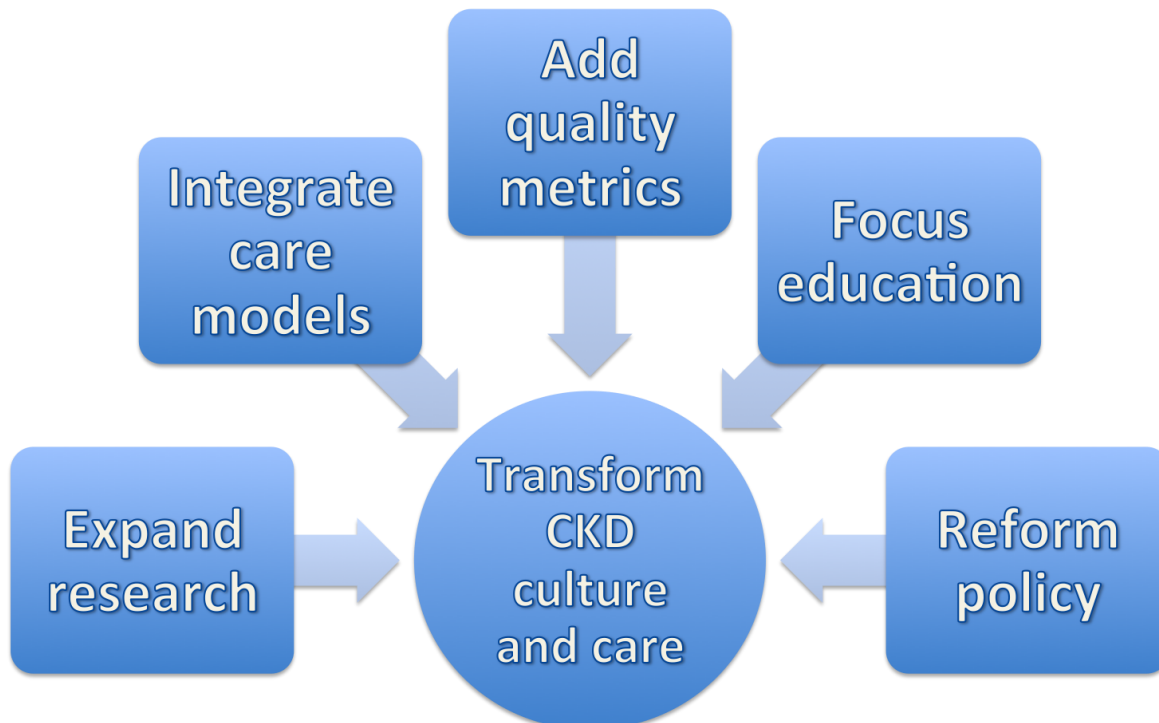 Add
quality
metrics
Integrate
care
models
Focus
education
Expand
research
Transform
CKD
culture
and care
Reform
policy